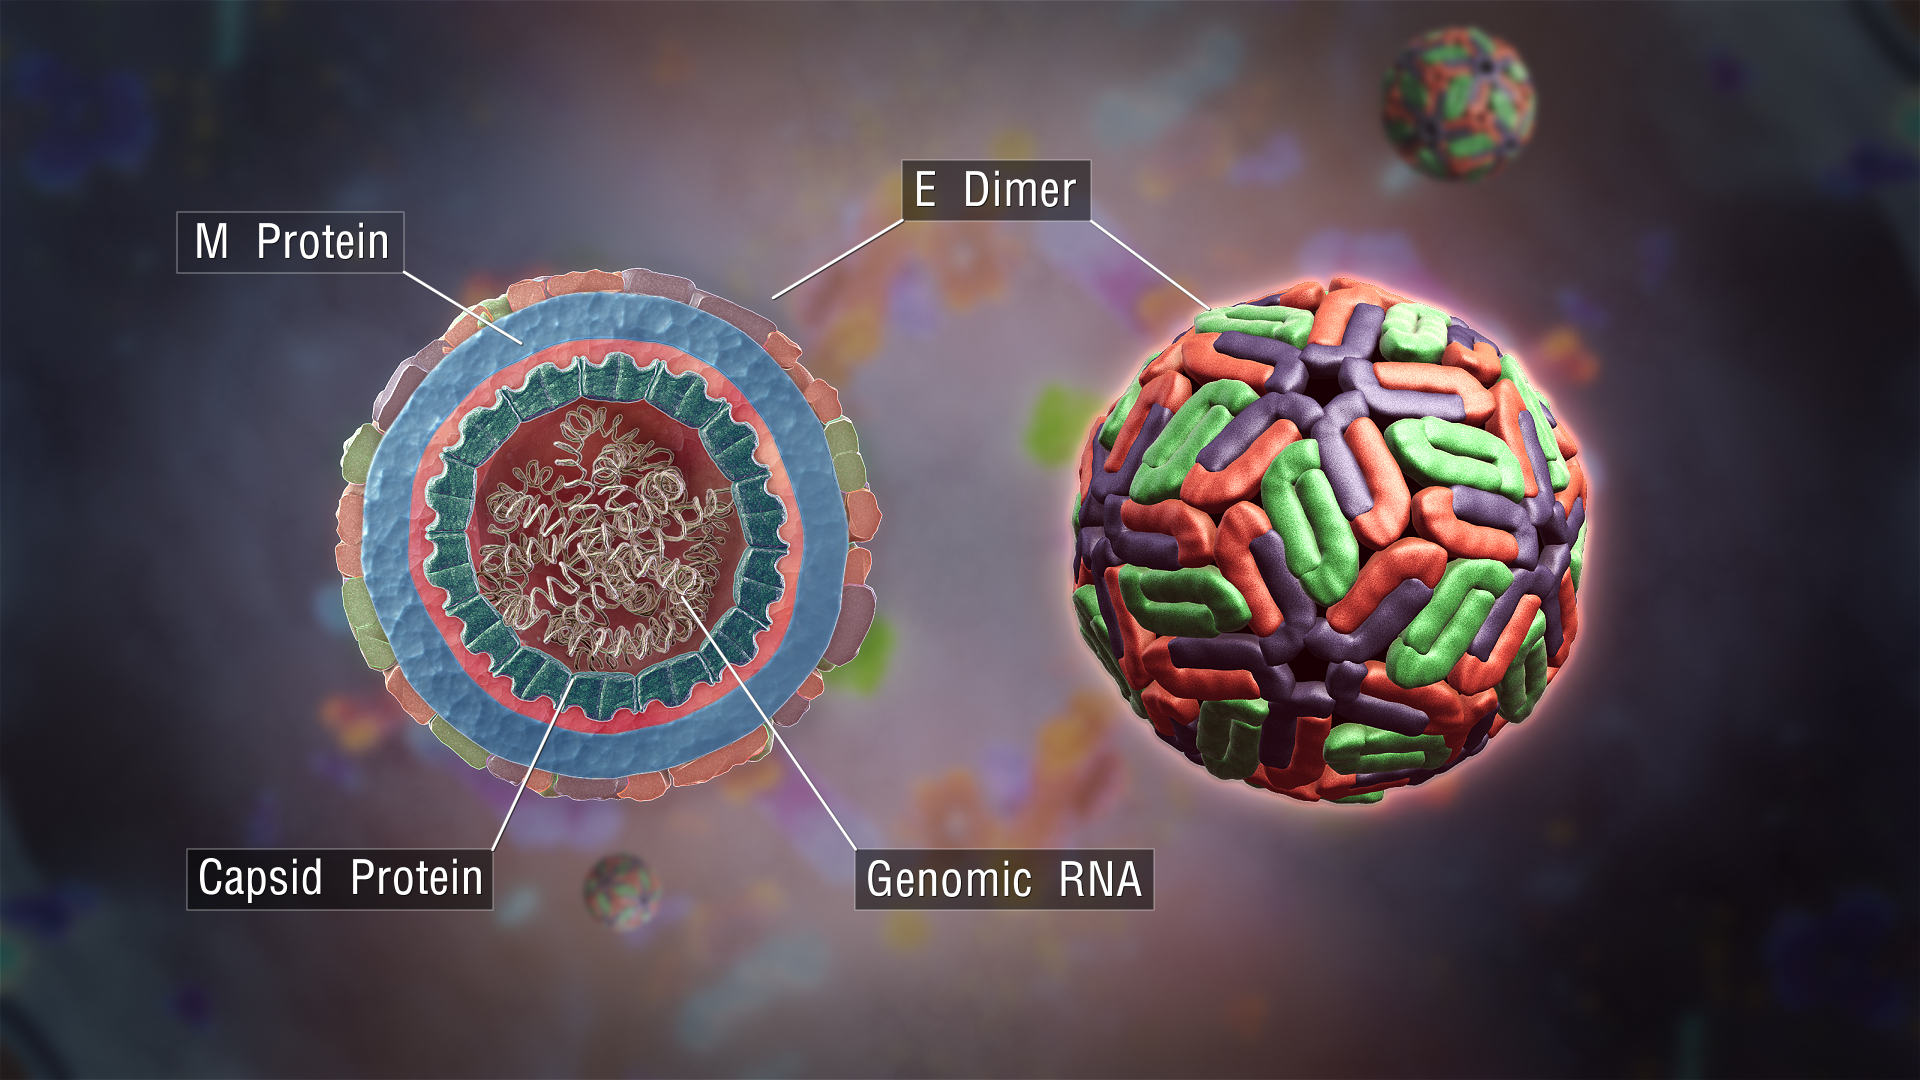 E Dimer
M Protein
Capsid Protein
Genomic RNA